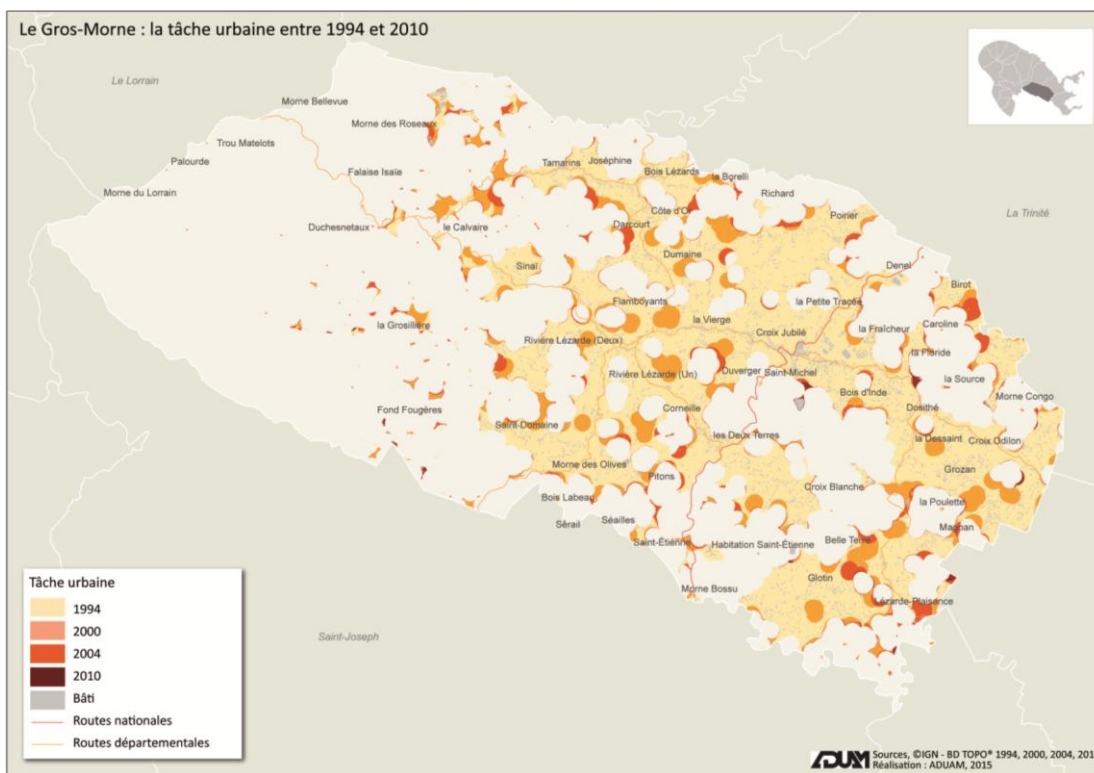 Le Gros-Morne : la tâche urbaine entre 1994 et 2010
Le Lorrain
Morne Bellevue
Morne des Roseaux
Trou Matelots
Palourde
Falaise Isaïe
Morne du Lorrain
Duchesnetaux
le Calvaire
Tamarins
Joséphine
Bois Lézards
la Borelli
Richard
Côte d'Or
Poirier
La Trinité
Darcourt
Dumaine
Sinaï
Denel
Birot
Flamboyants
la Petite Tracée
la Grosillière
la Vierge
Croix Jubilé
la Fraîcheur
Caroline
Rivière Lézarde (Deux)
la Floride
Rivière Lézarde (Un)
Duverger
Saint-Michel
la Source
Bois d'Inde
Morne Congo
Fond Fougères
Corneille
Dosithé
Saint-Domaine
les Deux Terres
la Dessaint
Croix Odilon
Morne des Olives
Grozan
Pitons
Croix Blanche
Bois Labeau
la Poulette
Sérail
Séailles
Magnan
Saint-Étienne
Habitation Saint-Étienne
Belle Terre
Glotin
Morne Bossu
Lézarde-Plaisance
Saint-Joseph
Tâche urbaine
1994
2000
2004
2010
Bâti
Routes nationales
Routes départementales
ADUAM
Sources, ©IGN - BD TOPO® 1994, 2000, 2004, 201
Réalisation : ADUAM, 2015